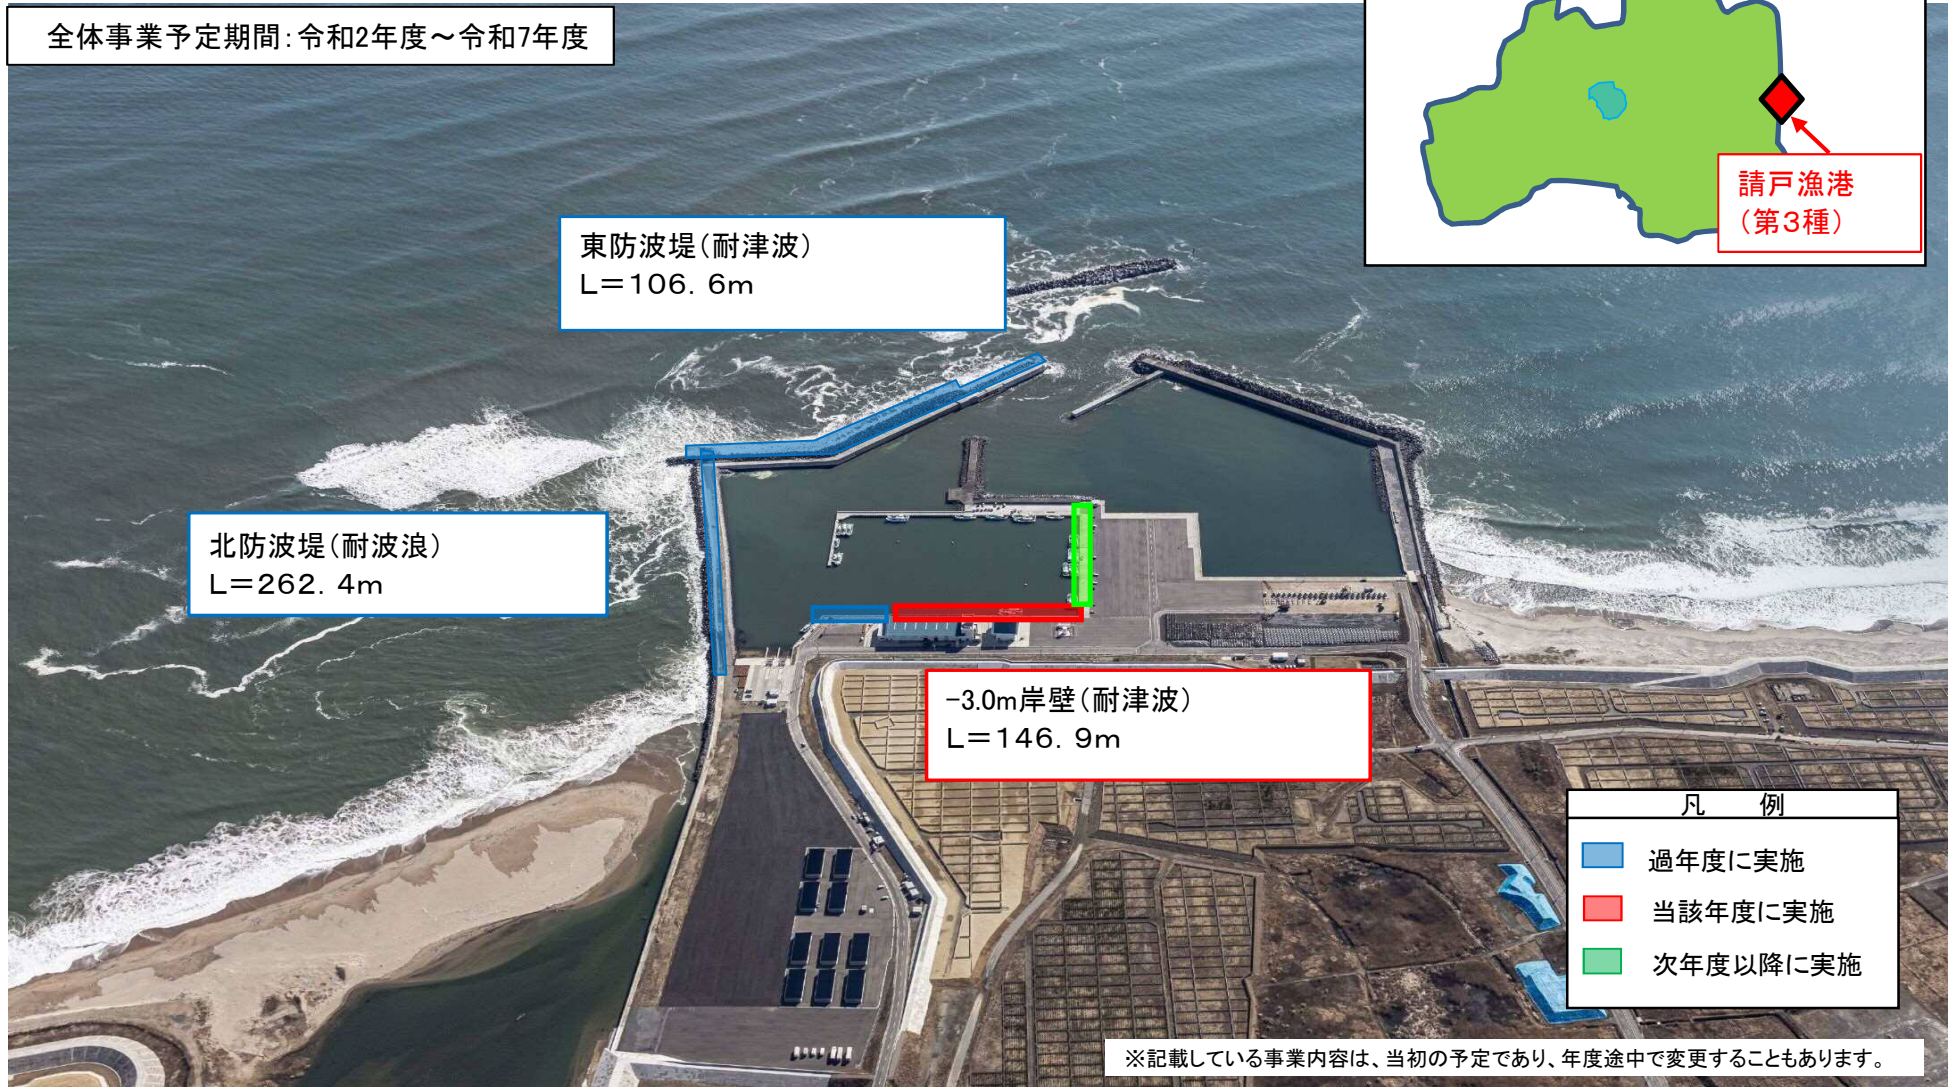 全体事業予定期間：令和2年度～令和7年度
請戸漁港
（第3種）
東防波堤（耐津波）
L＝106．6m
北防波堤（耐波浪）
L＝262．4m
-3.0m岸壁（耐津波）
L＝146．9m
凡　例
過年度に実施
当該年度に実施
次年度以降に実施
※記載している事業内容は、当初の予定であり、年度途中で変更することもあります。